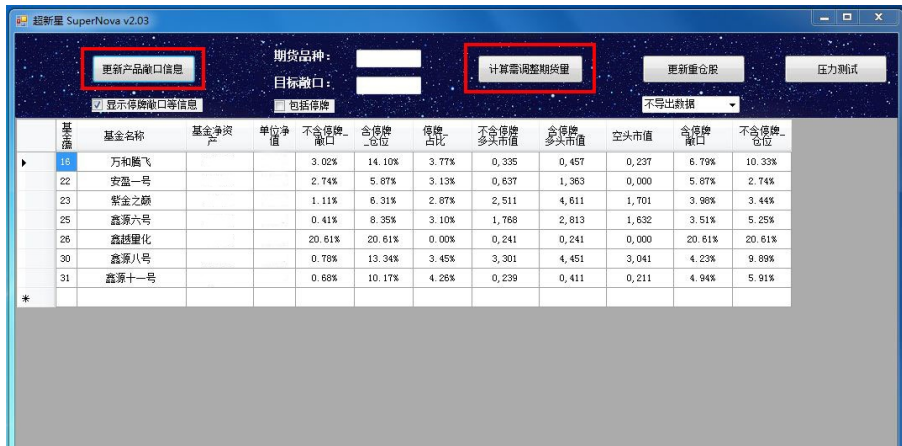 超新星 SuperNova v2.03
更新产品敞口信息
期货品种：
计算需调整期货量
更新重仓股
压力测试
目标敞口：
显示停牌敞口等信息
包括停牌
不导出数据
基金名称 基金净资产 单位净值 不含停牌_敞口 含停牌_仓位 停牌_占比 不含停牌_多头市值 含停牌_多头市值 空头市值 含停牌_敞口 不含停牌_仓位
16 万和腾飞 3.02% 14.10% 3.77% 0,335 0,457 0,237 6.79% 10.33%
22 安盈一号 2.74% 5.87% 3.13% 0,637 1,363 0,000 5.87% 2.74%
23 紫金之巅 1.11% 6.31% 2.87% 2,511 4,611 1,701 3.98% 3.44%
25 鑫源六号 0.41% 8.35% 3.10% 1,768 2,813 1,632 3.51% 5.25%
26 鑫越量化 20.61% 20.61% 0.00% 0,241 0,241 0,000 20.61% 20.61%
30 鑫源八号 0.78% 13.34% 3.45% 3,301 4,451 3,041 4.23% 9.89%
31 鑫源十一号 0.68% 10.17% 4.26% 0,239 0,411 0,211 4.94% 5.91%